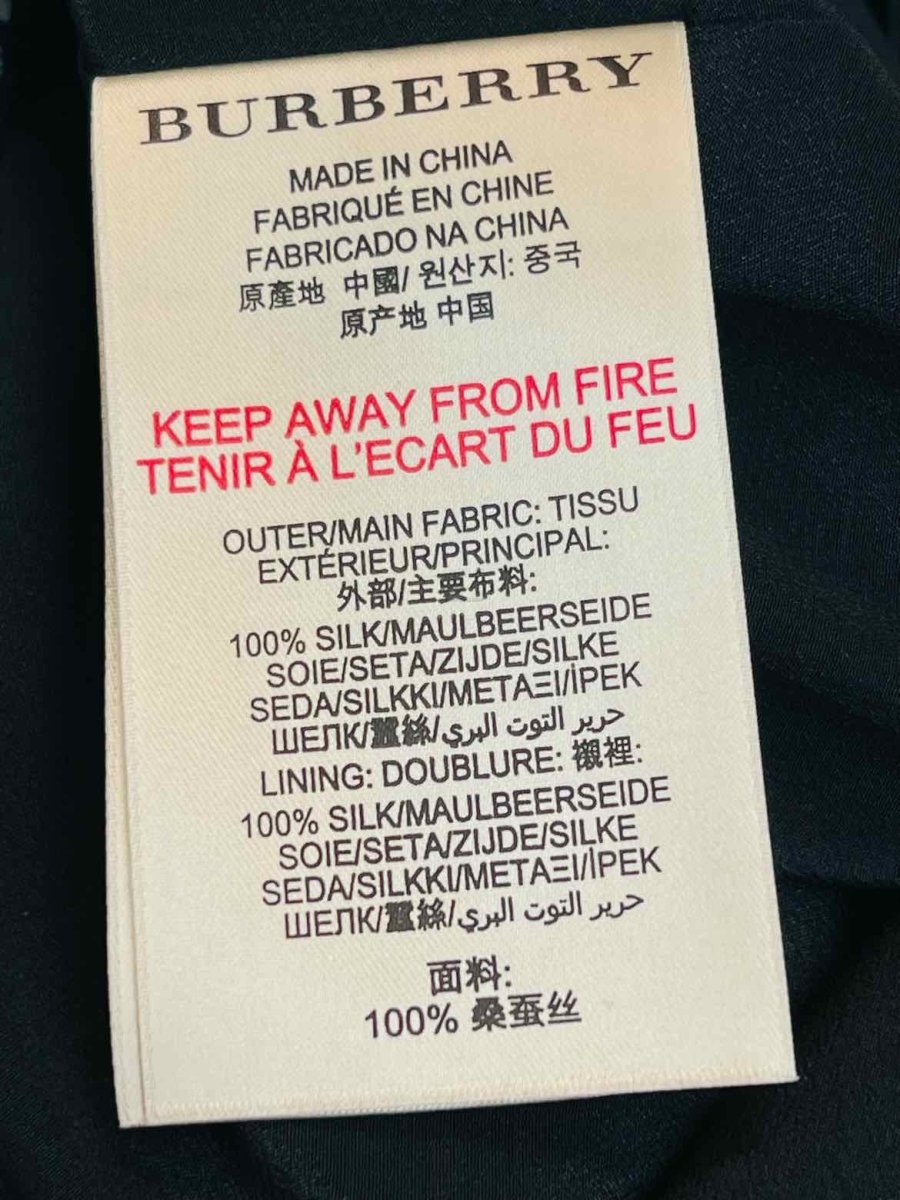 BURBERRY
MADE IN CHINA
FABRIQUÉ EN CHINE
FABRICADO NA CHINA
原產地 中國/ 원산지: 중국
原产地 中国
KEEP AWAY FROM FIRE
TENIR À L'ECART DU FEU
OUTER/MAIN FABRIC: TISSU
EXTÉRIEUR/PRINCIPAL:
外部/主要布料:
100% SILK/MAULBEERSEIDE
SOIE/SETA/ZIJDE/SILKE
SEDA/SILKKI/ΜΕΤΑΞΙ/İPEK
ШЕЛК/蠶絲/حرير التوت البري
LINING: DOUBLURE: 襯裡:
100% SILK/MAULBEERSEIDE
SOIE/SETA/ZIJDE/SILKE
SEDA/SILKKI/ΜΕΤΑΞΙ/İPEK
ШЕЛК/蠶絲/حرير التوت البري
面料:
100% 桑蚕丝